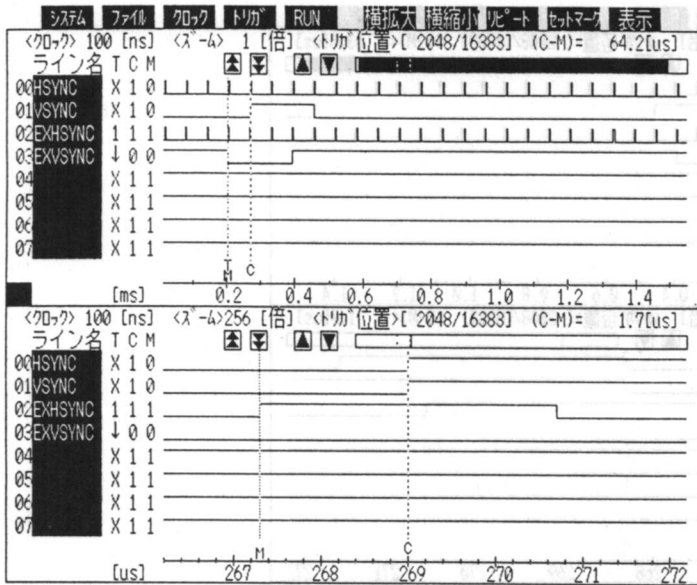 システム ファイル クロック トリガ RUN 横拡大 横縮小 リピート セットマーク 表示
<クロック> 100 [ns] <ズーム> 1 [倍] <トリガ位置>[ 2048/16383] (C-M)= 64.2[us]
ライン名 T C M
00 HSYNC X 1 0
01 VSYNC X 1 0
02 EXHSYNC 1 1 1
03 EXVSYNC ↓ 0 0
04 X 1 1
05 X 1 1
06 X 1 1
07 X 1 1
C
[ms] 0.2 0.4 0.6 0.8 1.0 1.2 1.4
<クロック> 100 [ns] <ズーム>256 [倍] <トリガ位置>[ 2048/16383] (C-M)= 1.7[us]
ライン名 T C M
00 HSYNC X 1 0
01 VSYNC X 1 0
02 EXHSYNC 1 1 1
03 EXVSYNC ↓ 0 0
04 X 1 1
05 X 1 1
06 X 1 1
07 X 1 1
M C
[us] 267 268 269 270 271 272